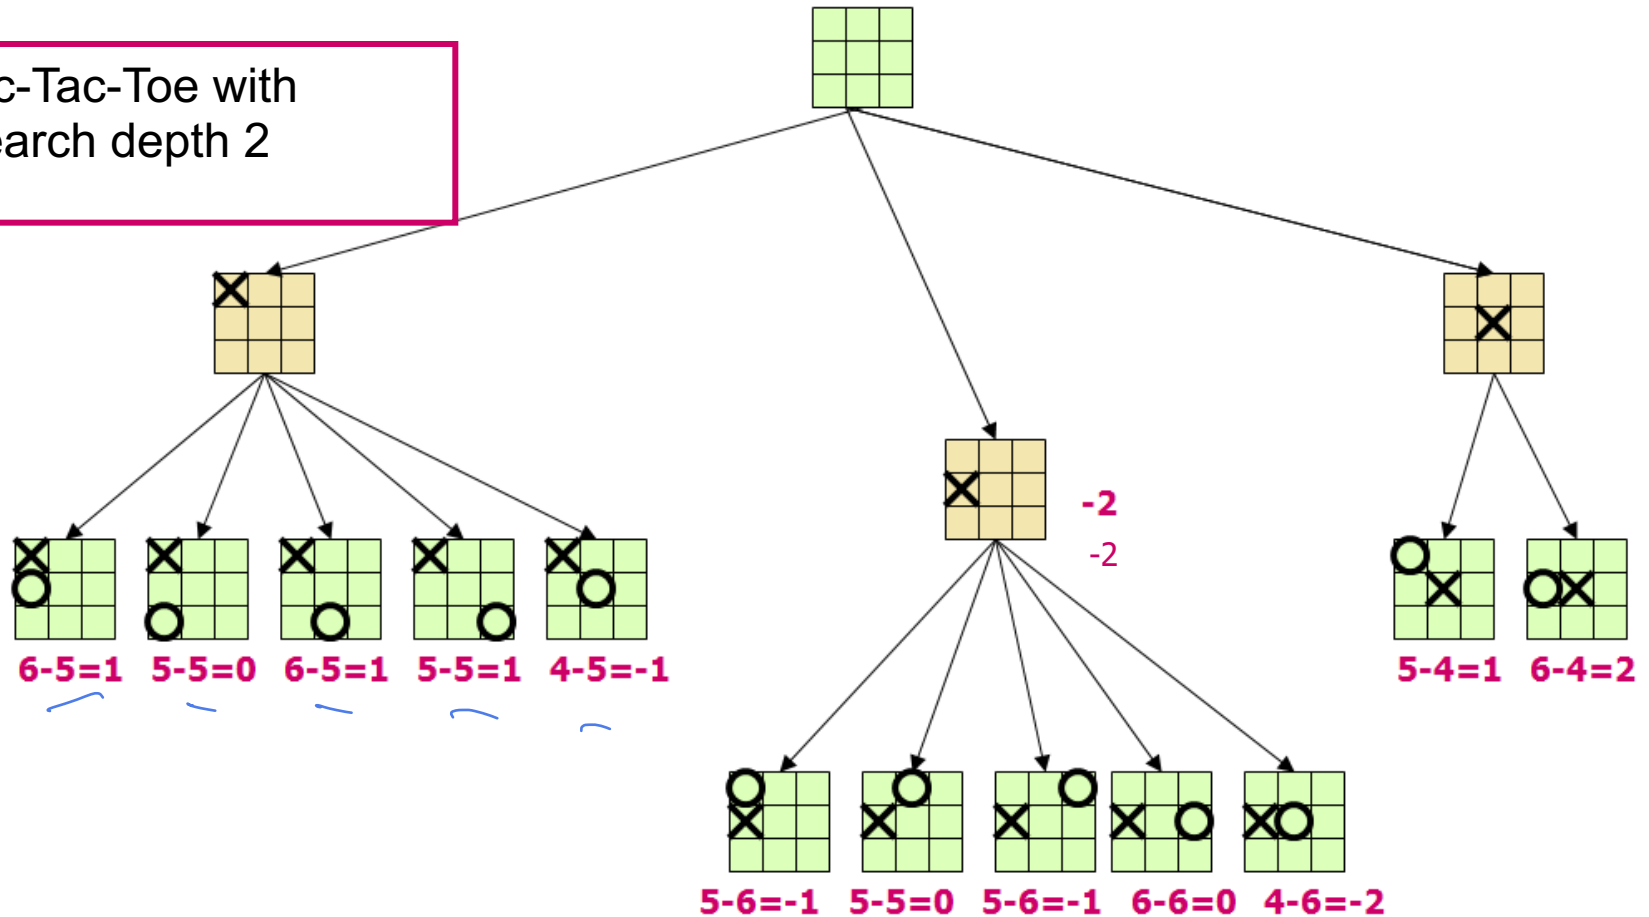 c-Tac-Toe with
earch depth 2
-2
-2
6-5=1 5-5=0 6-5=1 5-5=1 4-5=-1
5-4=1 6-4=2
5-6=-1 5-5=0 5-6=-1 6-6=0 4-6=-2